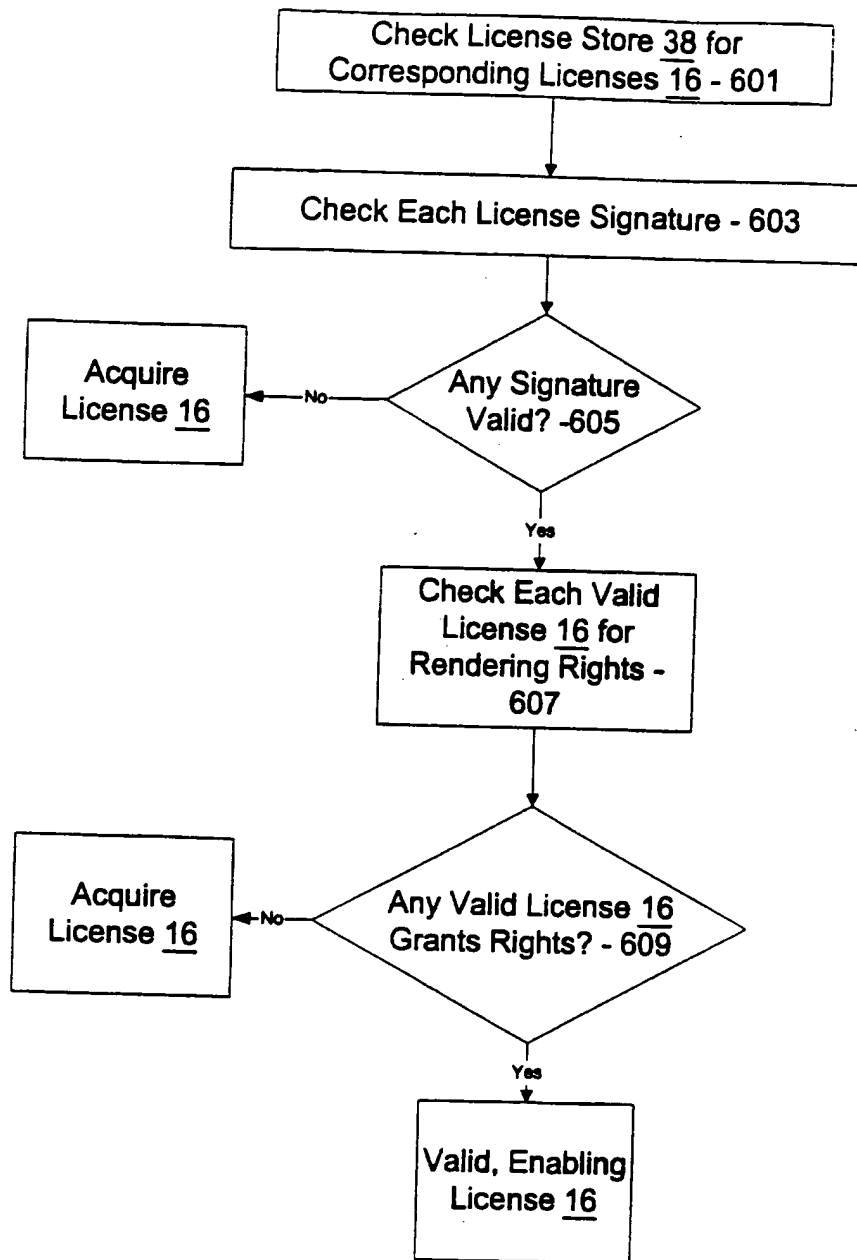 Check License Store 38 for
Corresponding Licenses 16 - 601
Check Each License Signature - 603
Any Signature
Valid? -605
No
Acquire
License 16
Yes
Check Each Valid
License 16 for
Rendering Rights -
607
Any Valid License 16
Grants Rights? - 609
No
Acquire
License 16
Yes
Valid, Enabling
License 16